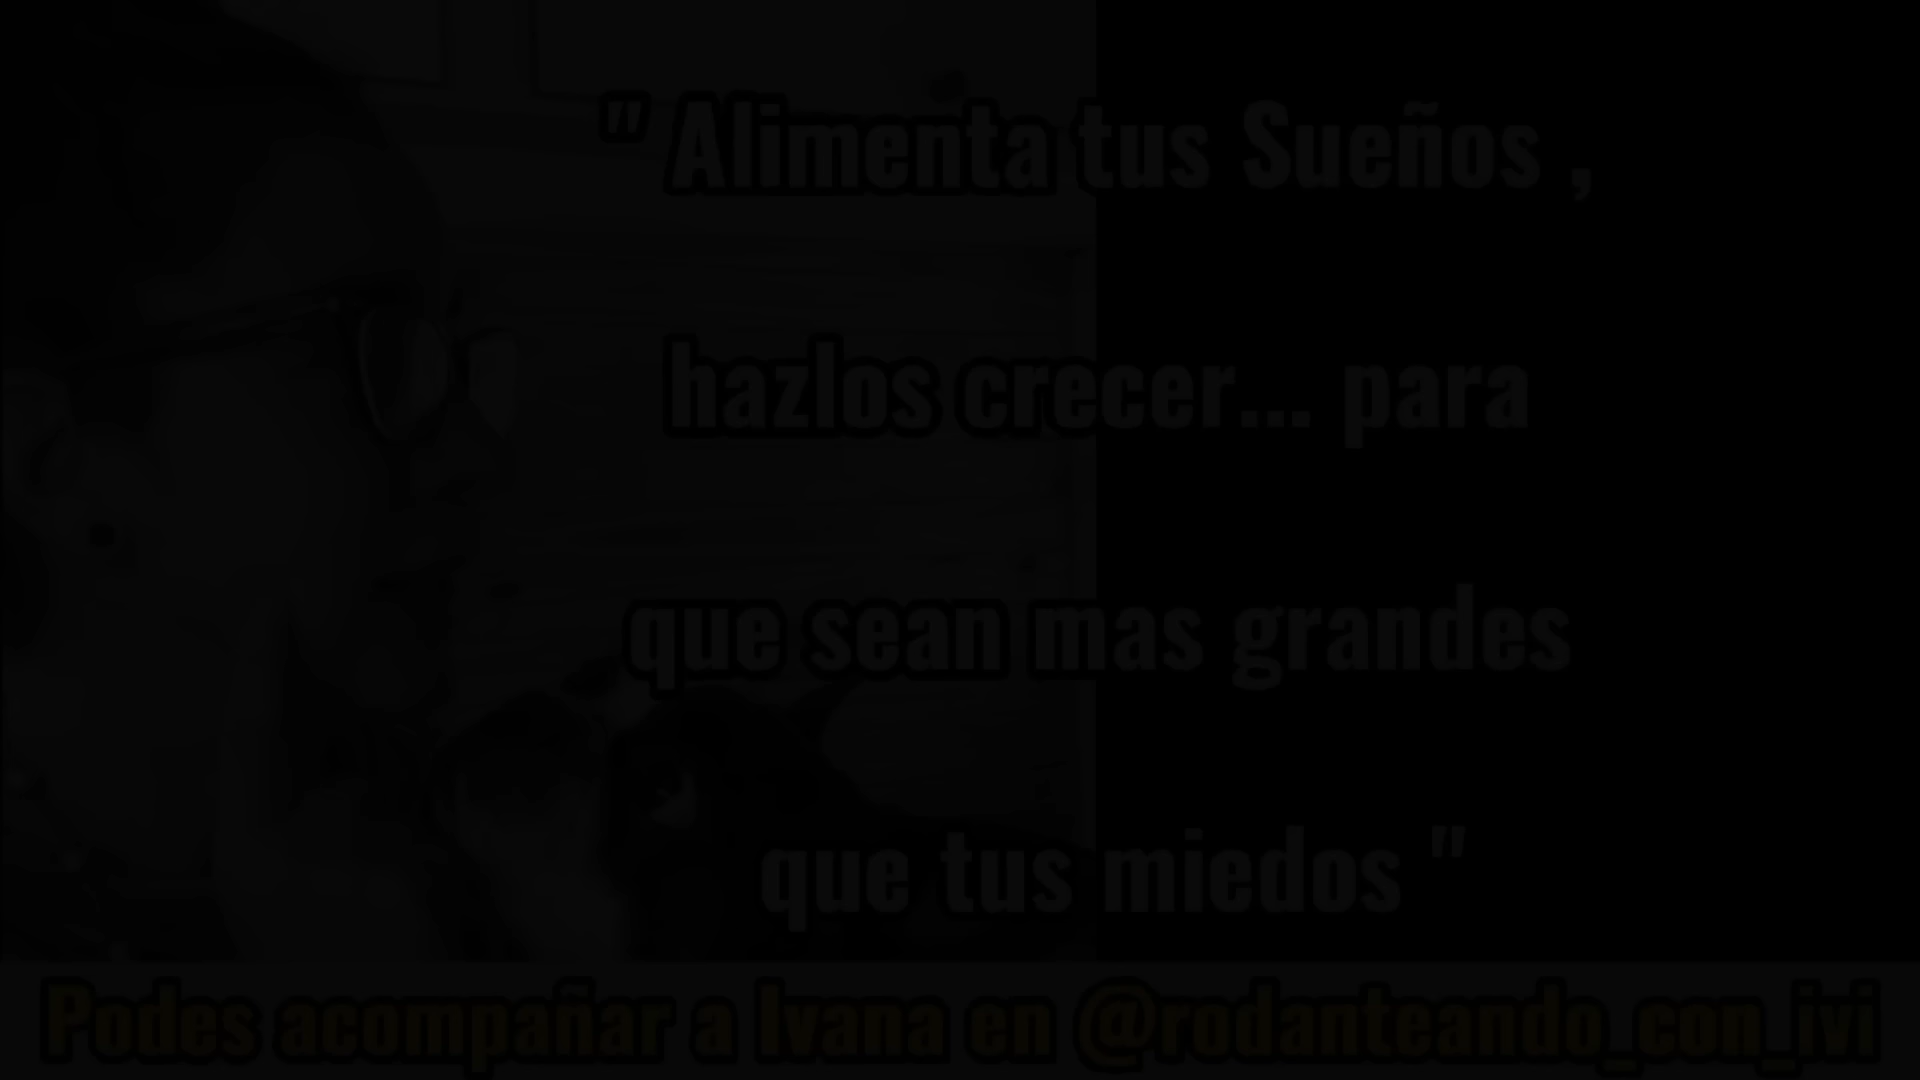 " Alimenta tus Sueños ,
hazlos crecer... para
que sean mas grandes
que tus miedos "
Podes acompañar a Ivana en @rodanteando_con_ivi